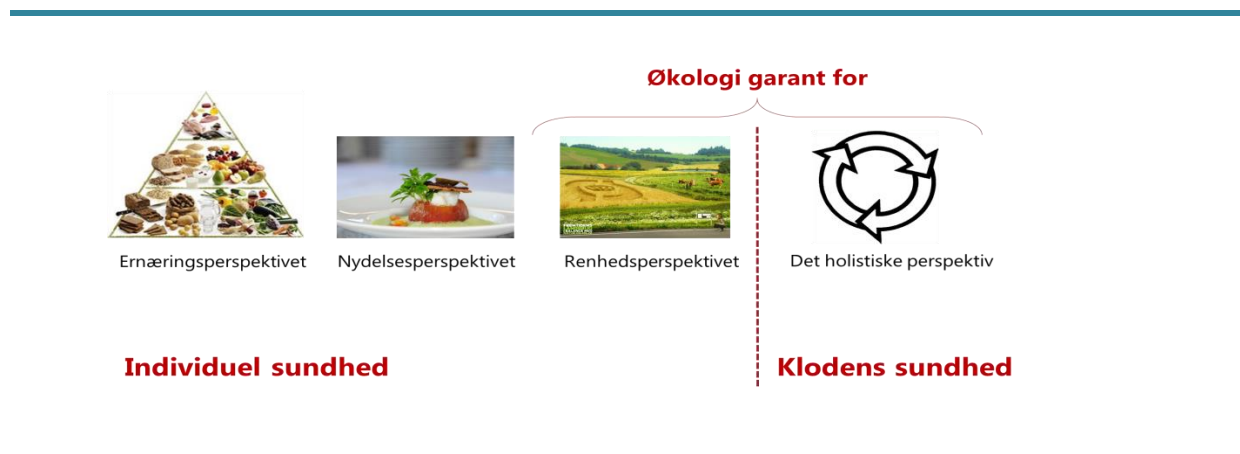 Økologi garant for
Ernæringsperspektivet
Nydelsesperspektivet
Renhedsperspektivet
Det holistiske perspektiv
Individuel sundhed
Klodens sundhed